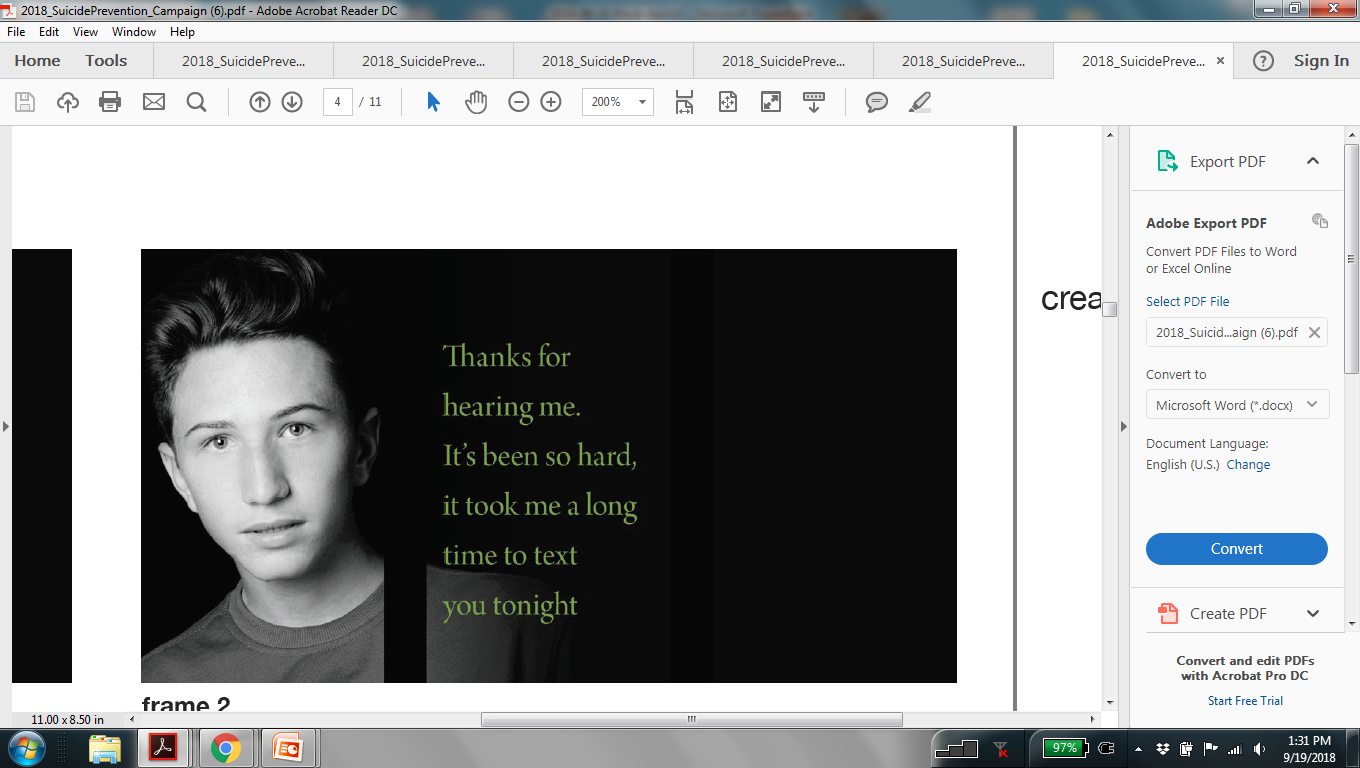 2018_SuicidePrevention_Campaign (6).pdf - Adobe Acrobat Reader DC
File Edit View Window Help
Home Tools 2018_SuicidePreve... 2018_SuicidePreve... 2018_SuicidePreve... 2018_SuicidePreve... 2018_SuicidePreve... 2018_SuicidePreve... Sign In
4 / 11 200%
Export PDF
Adobe Export PDF
Convert PDF Files to Word
or Excel Online
Select PDF File
2018_Suicid...aign (6).pdf
Convert to
Microsoft Word (*.docx)
Document Language:
English (U.S.) Change
Convert
Create PDF
Convert and edit PDFs
with Acrobat Pro DC
Start Free Trial
crea
Thanks for
hearing me.
It’s been so hard,
it took me a long
time to text
you tonight
frame 2
11.00 x 8.50 in
97%
1:31 PM
9/19/2018